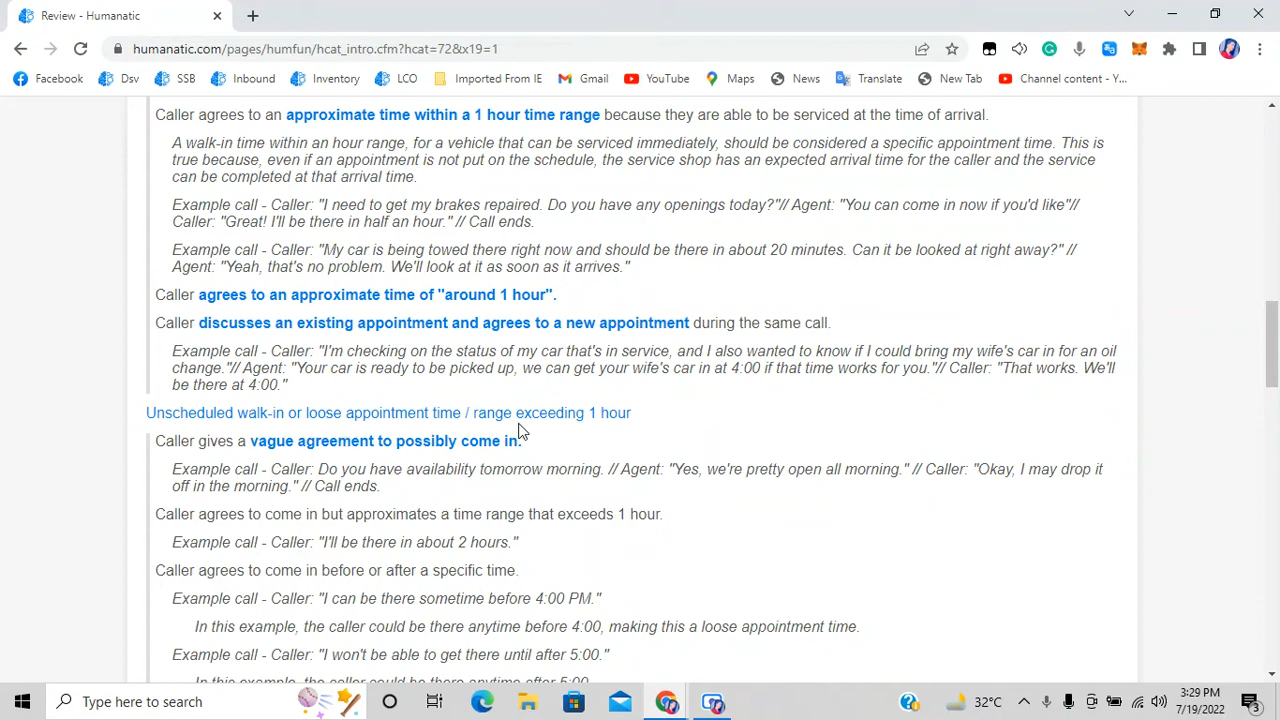 Review - Humanatic
humanatic.com/pages/humfun/hcat_intro.cfm?hcat=72&x19=1
Facebook Dsv SSB Inbound Inventory LCO Imported From IE Gmail YouTube Maps News Translate New Tab Channel content - Y...
Caller agrees to an approximate time within a 1 hour time range because they are able to be serviced at the time of arrival.
A walk-in time within an hour range, for a vehicle that can be serviced immediately, should be considered a specific appointment time. This is
true because, even if an appointment is not put on the schedule, the service shop has an expected arrival time for the caller and the service
can be completed at that arrival time.
Example call - Caller: "I need to get my brakes repaired. Do you have any openings today?"// Agent: "You can come in now if you'd like"//
Caller: "Great! I'll be there in half an hour." // Call ends.
Example call - Caller: "My car is being towed there right now and should be there in about 20 minutes. Can it be looked at right away?" //
Agent: "Yeah, that's no problem. We'll look at it as soon as it arrives."
Caller agrees to an approximate time of "around 1 hour".
Caller discusses an existing appointment and agrees to a new appointment during the same call.
Example call - Caller: "I'm checking on the status of my car that's in service, and I also wanted to know if I could bring my wife's car in for an oil
change."// Agent: "Your car is ready to be picked up, we can get your wife's car in at 4:00 if that time works for you."// Caller: "That works. We'll
be there at 4:00."
Unscheduled walk-in or loose appointment time / range exceeding 1 hour
Caller gives a vague agreement to possibly come in.
Example call - Caller: Do you have availability tomorrow morning. // Agent: "Yes, we're pretty open all morning." // Caller: "Okay, I may drop it
off in the morning." // Call ends.
Caller agrees to come in but approximates a time range that exceeds 1 hour.
Example call - Caller: "I'll be there in about 2 hours."
Caller agrees to come in before or after a specific time.
Example call - Caller: "I can be there sometime before 4:00 PM."
In this example, the caller could be there anytime before 4:00, making this a loose appointment time.
Example call - Caller: "I won't be able to get there until after 5:00."
In this example, the caller could be there anytime after 5:00
Type here to search
32°C
3:29 PM
7/19/2022
3